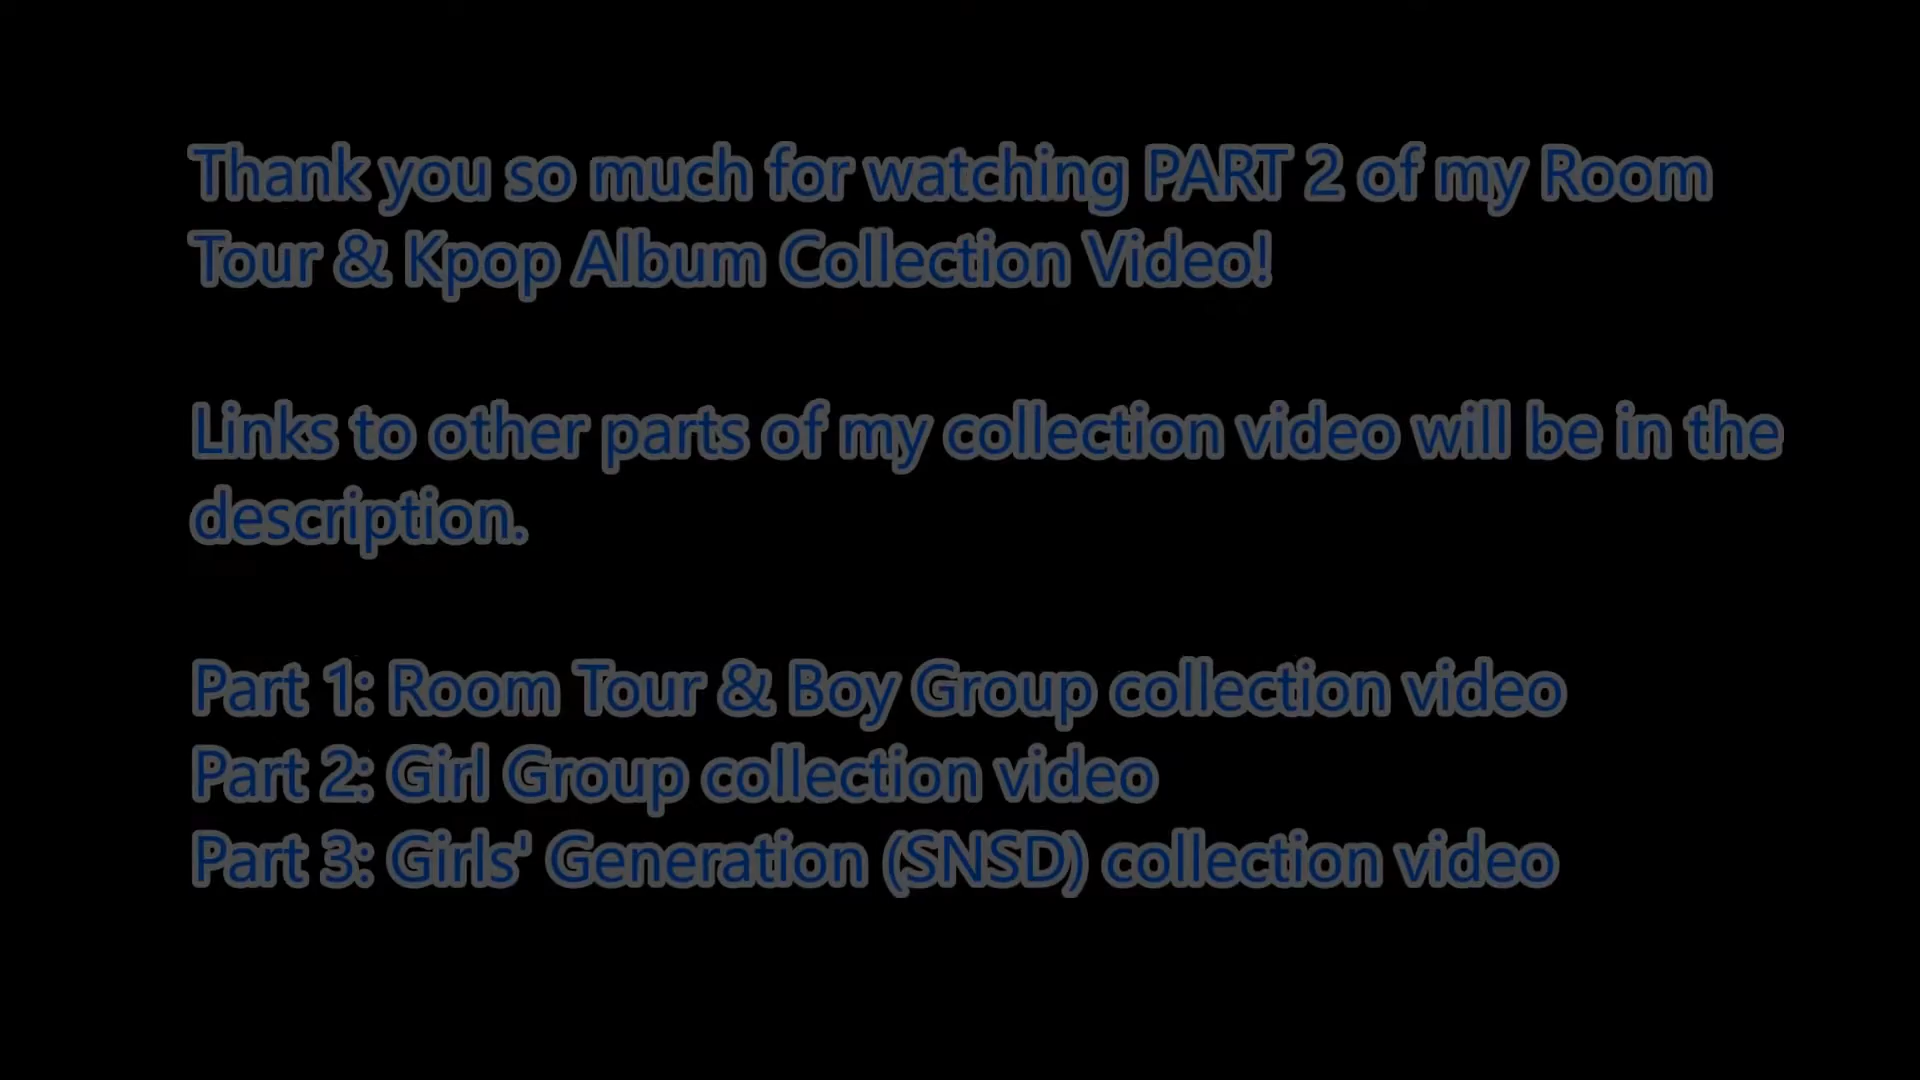 Thank you so much for watching PART 2 of my Room
Tour & Kpop Album Collection Video!
Links to other parts of my collection video will be in the
description.
Part 1: Room Tour & Boy Group collection video
Part 2: Girl Group collection video
Part 3: Girls' Generation (SNSD) collection video